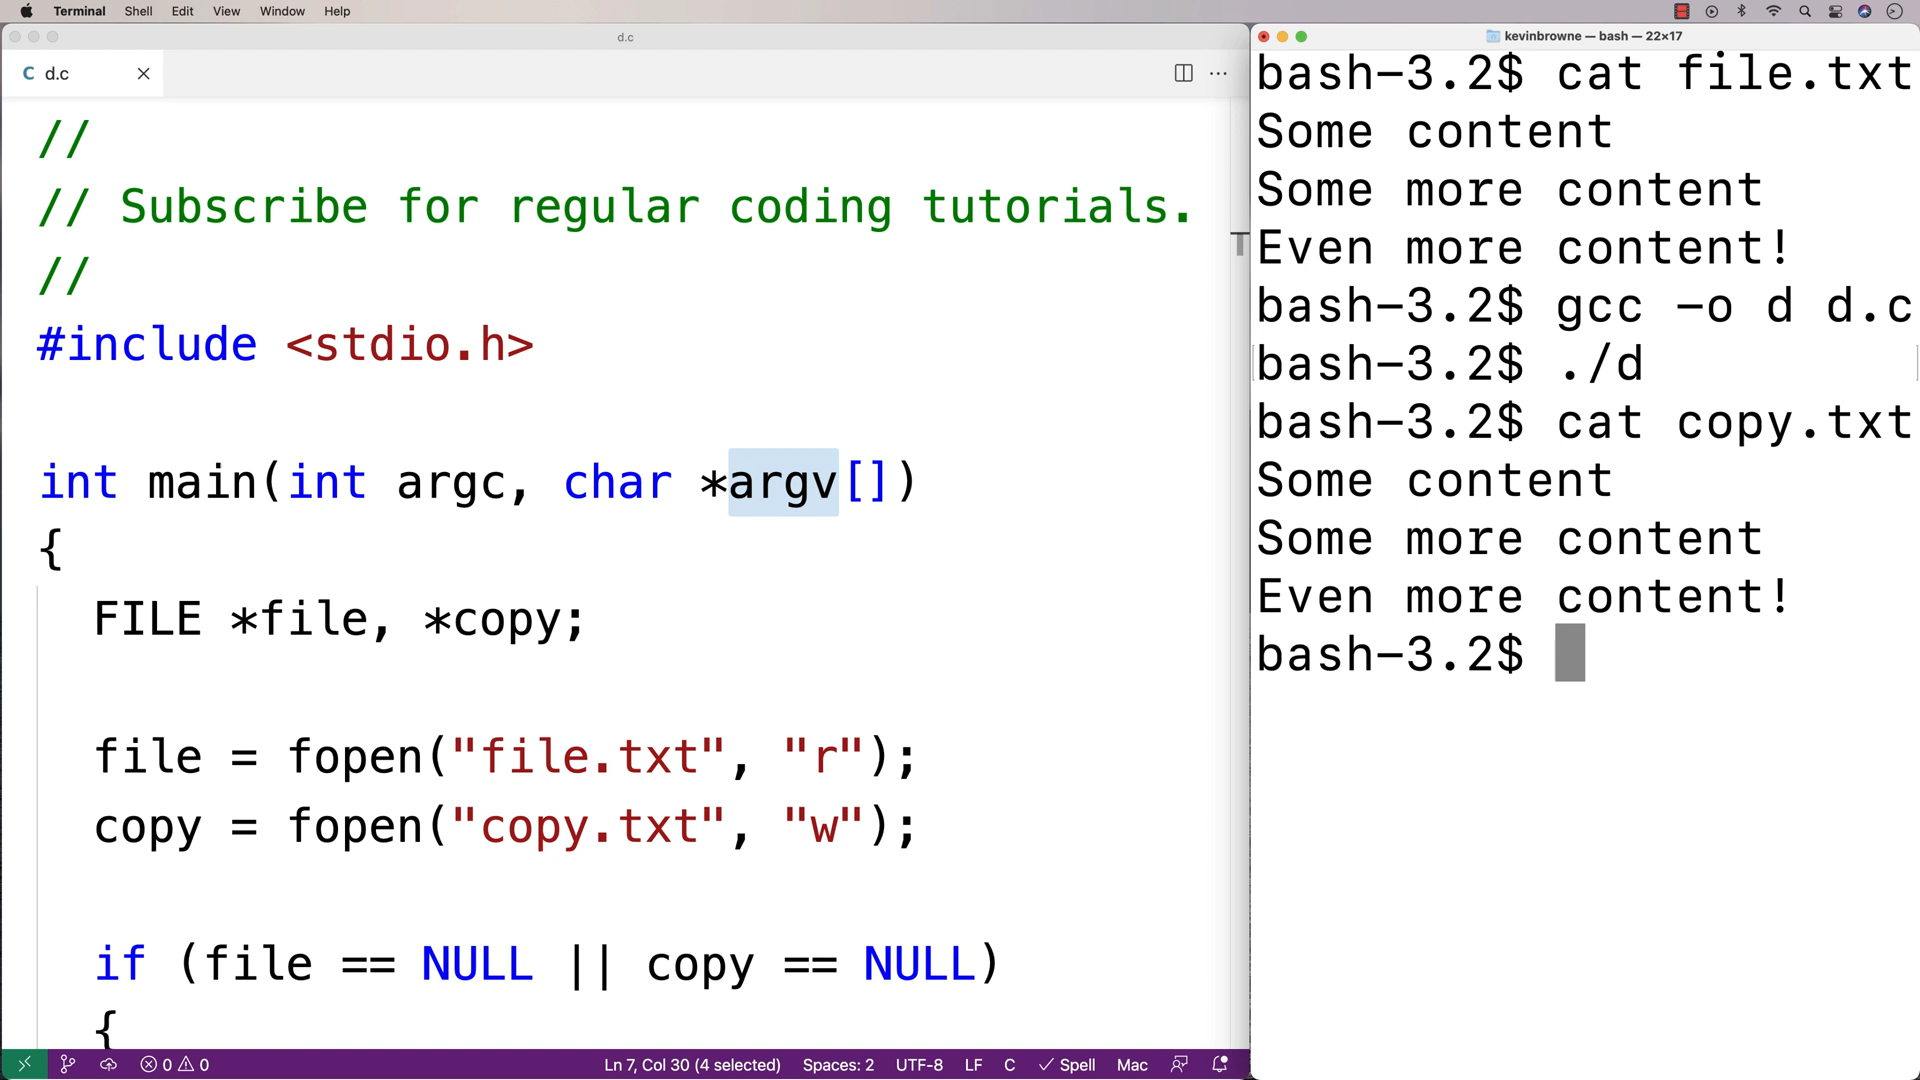 Terminal Shell Edit View Window Help
d.c
C d.c
//
// Subscribe for regular coding tutorials.
//
#include <stdio.h>
int main(int argc, char *argv[])
{
FILE *file, *copy;
file = fopen("file.txt", "r");
copy = fopen("copy.txt", "w");
if (file == NULL || copy == NULL)
{
0 0 Ln 7, Col 30 (4 selected) Spaces: 2 UTF-8 LF C Spell Mac
kevinbrowne — bash — 22×17
bash-3.2$ cat file.txt
Some content
Some more content
Even more content!
bash-3.2$ gcc -o d d.c
bash-3.2$ ./d
bash-3.2$ cat copy.txt
Some content
Some more content
Even more content!
bash-3.2$